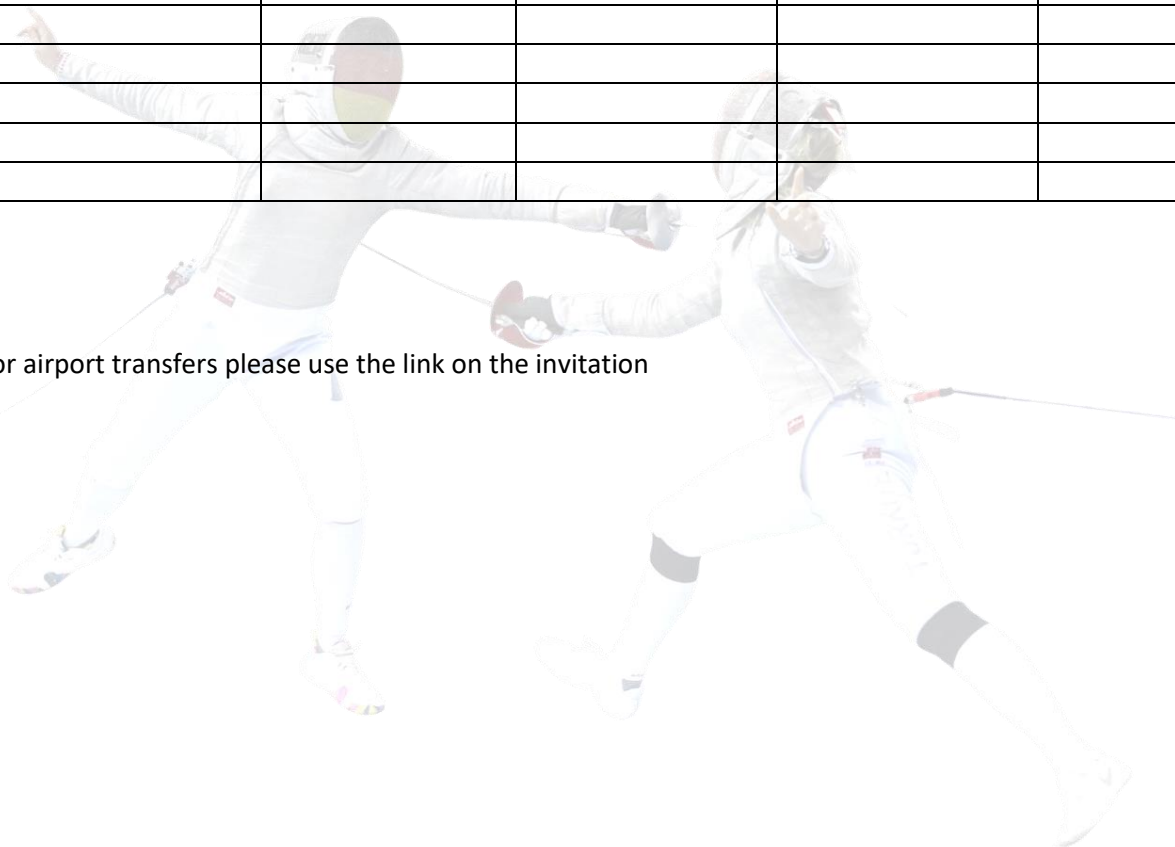 or airport transfers please use the link on the invitation